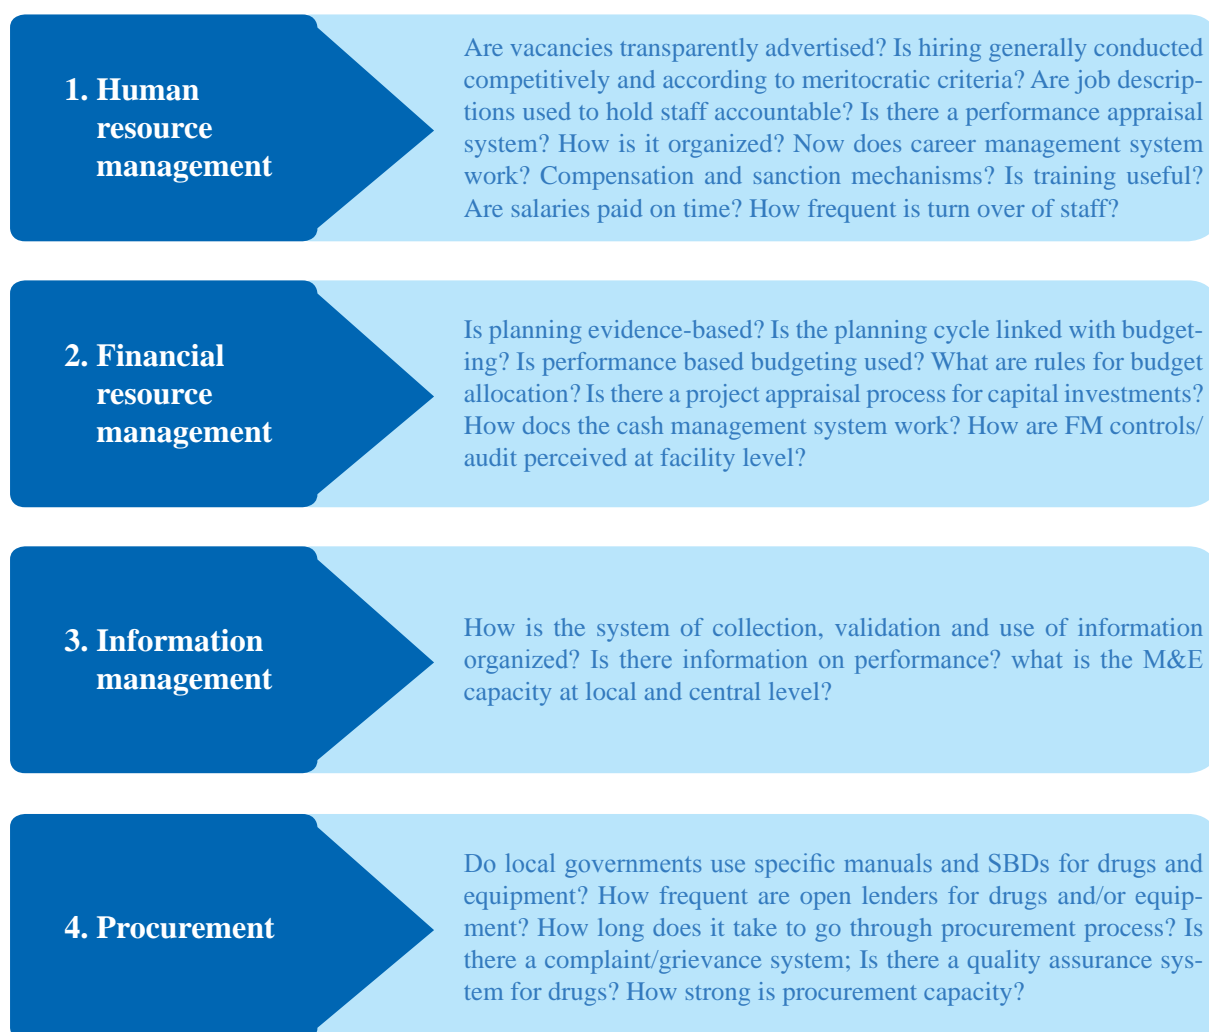 1. Human
resource
management
Are vacancies transparently advertised? Is hiring generally conducted
competitively and according to meritocratic criteria? Are job descrip-
tions used to hold staff accountable? Is there a performance appraisal
system? How is it organized? Now does career management system
work? Compensation and sanction mechanisms? Is training useful?
Are salaries paid on time? How frequent is turn over of staff?
2. Financial
resource
management
Is planning evidence-based? Is the planning cycle linked with budget-
ing? Is performance based budgeting used? What are rules for budget
allocation? Is there a project appraisal process for capital investments?
How docs the cash management system work? How are FM controls/
audit perceived at facility level?
3. Information
management
How is the system of collection, validation and use of information
organized? Is there information on performance? what is the M&E
capacity at local and central level?
4. Procurement
Do local governments use specific manuals and SBDs for drugs and
equipment? How frequent are open lenders for drugs and/or equip-
ment? How long does it take to go through procurement process? Is
there a complaint/grievance system; Is there a quality assurance sys-
tem for drugs? How strong is procurement capacity?